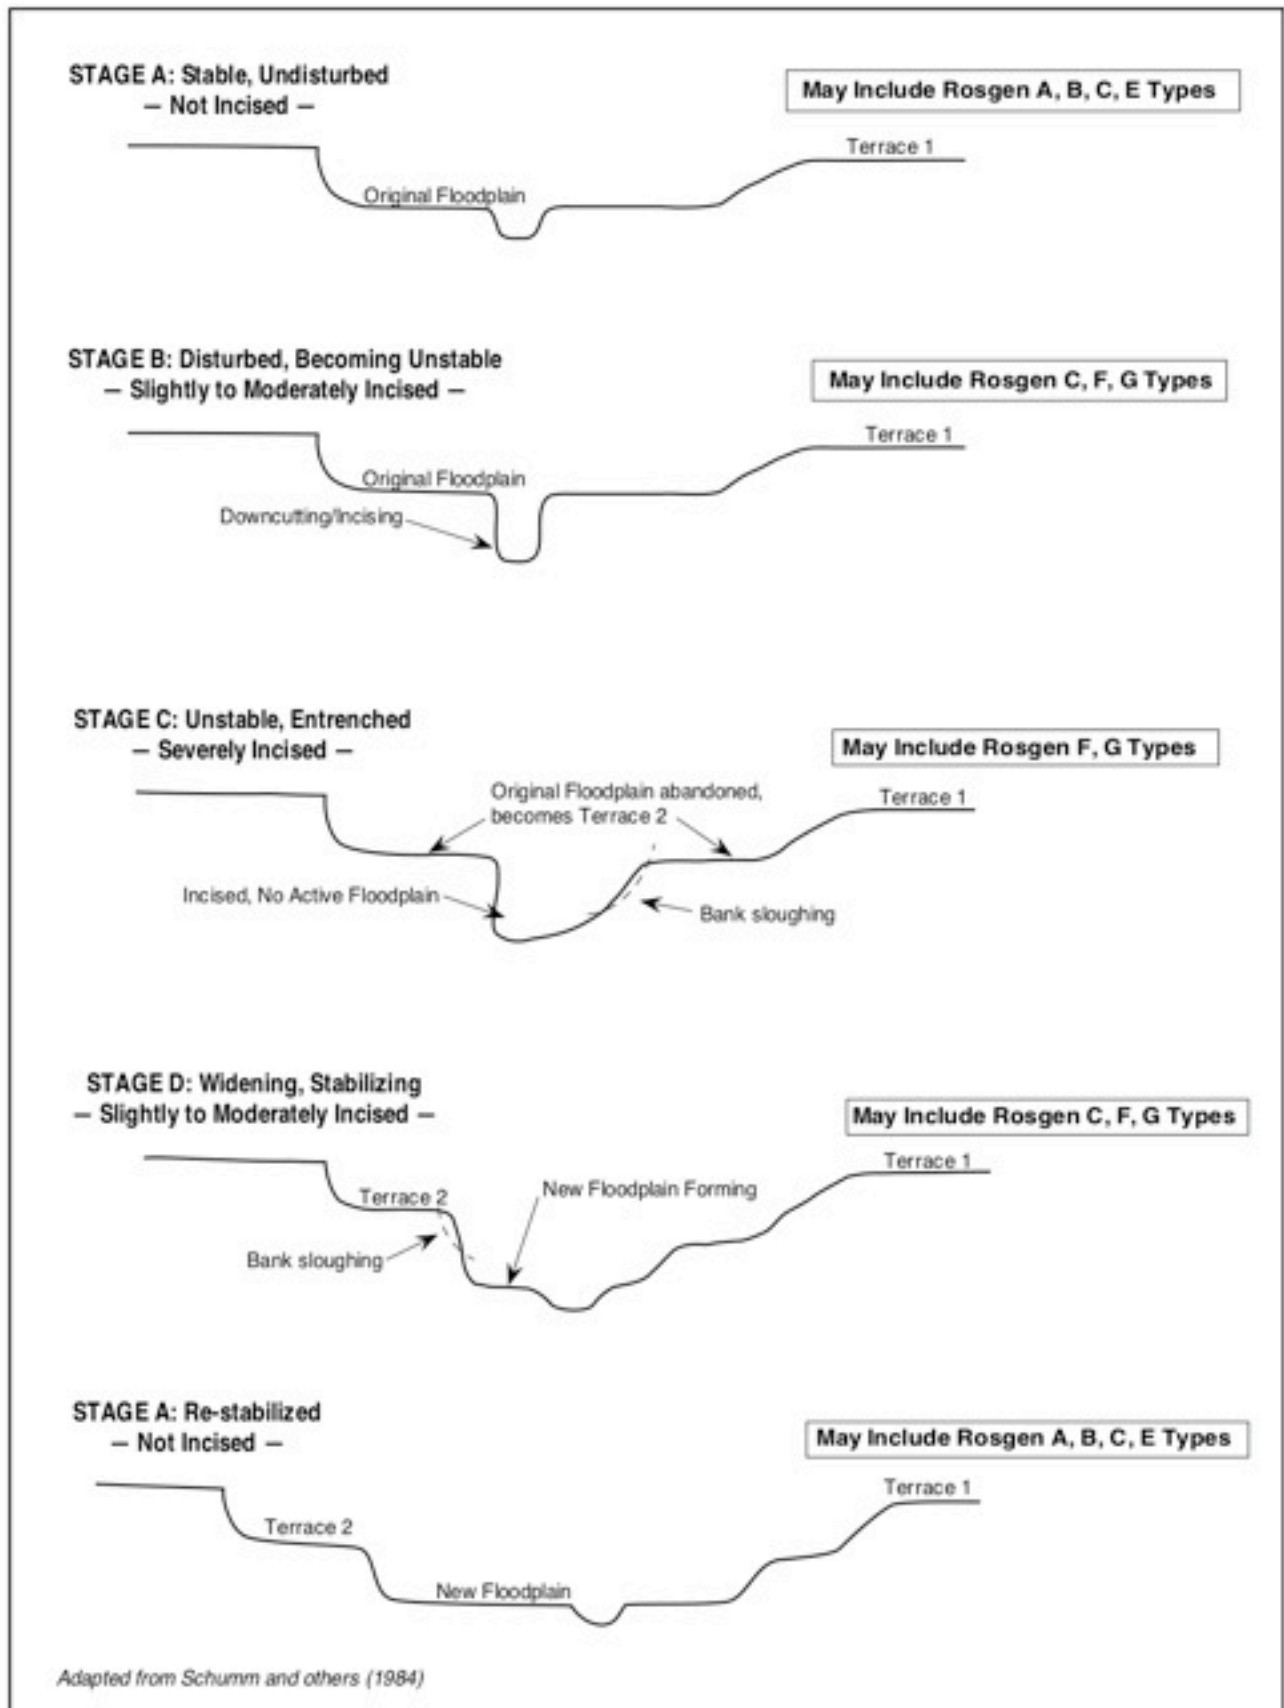 STAGE A: Stable, Undisturbed
— Not Incised —
May Include Rosgen A, B, C, E Types
Terrace 1
Original Floodplain
STAGE B: Disturbed, Becoming Unstable
— Slightly to Moderately Incised —
May Include Rosgen C, F, G Types
Terrace 1
Original Floodplain
Downcutting/Incising
STAGE C: Unstable, Entrenched
— Severely Incised —
May Include Rosgen F, G Types
Original Floodplain abandoned,
becomes Terrace 2
Terrace 1
Incised, No Active Floodplain
Bank sloughing
STAGE D: Widening, Stabilizing
— Slightly to Moderately Incised —
May Include Rosgen C, F, G Types
Terrace 1
Terrace 2
New Floodplain Forming
Bank sloughing
STAGE A: Re-stabilized
— Not Incised —
May Include Rosgen A, B, C, E Types
Terrace 1
Terrace 2
New Floodplain
Adapted from Schumm and others (1984)